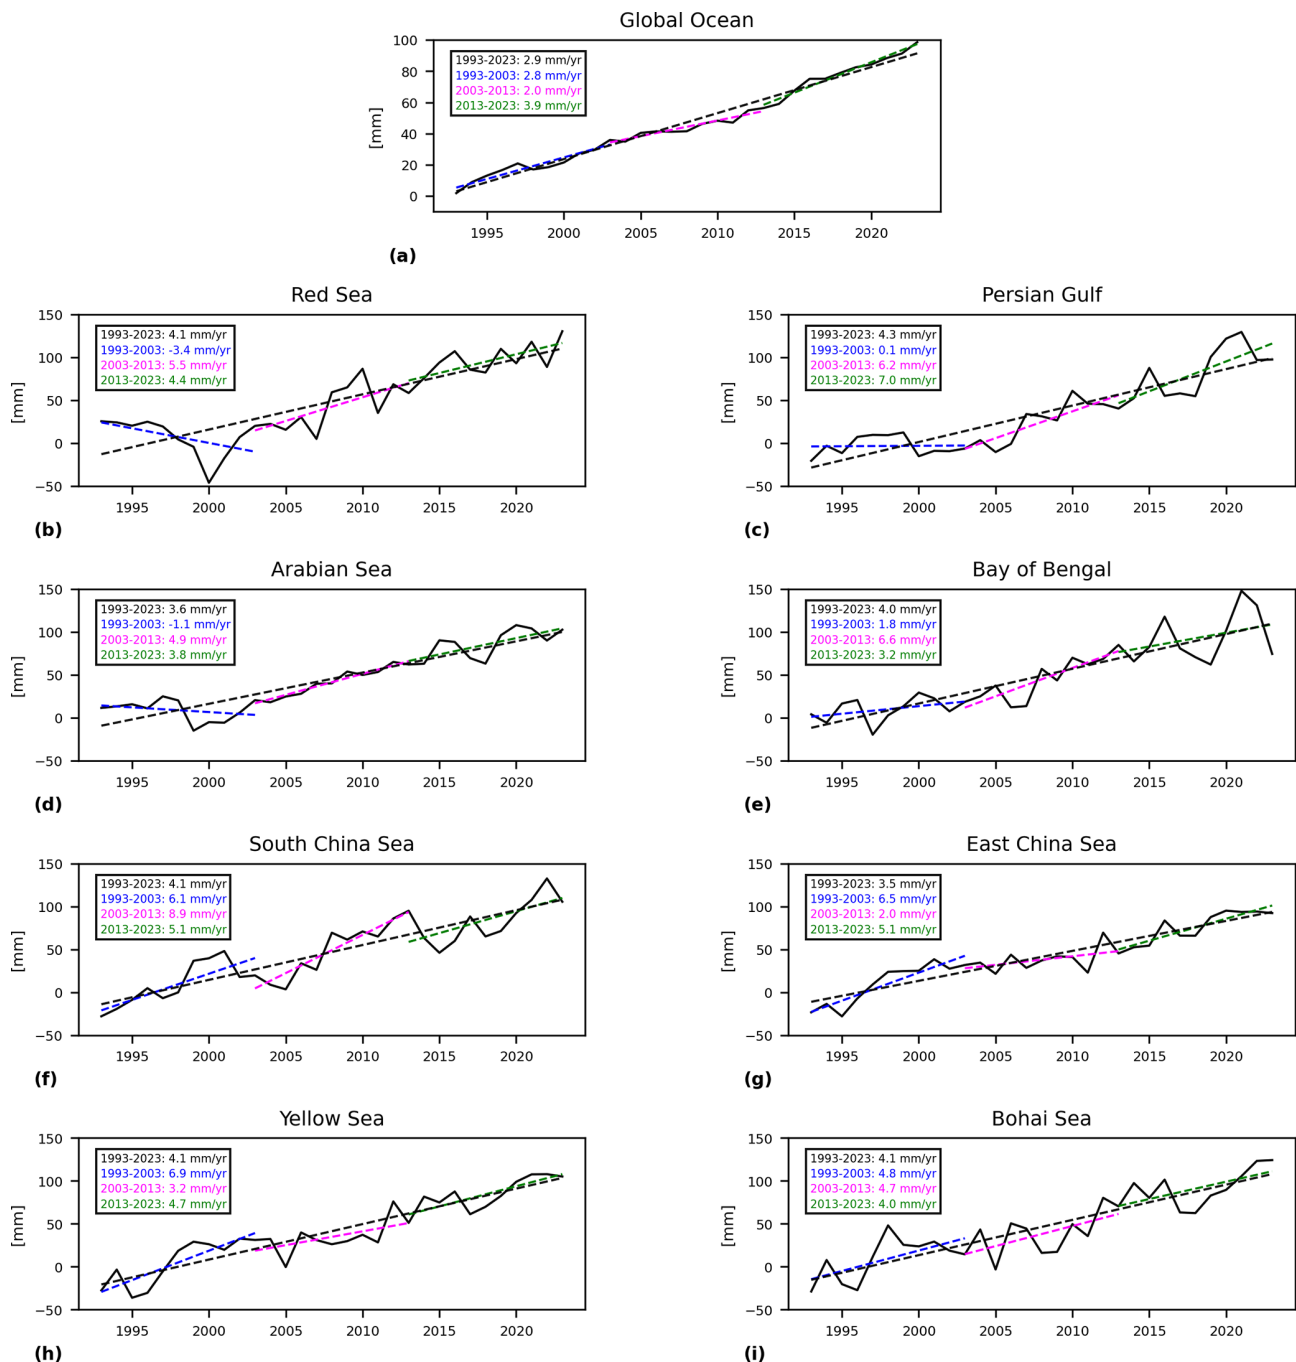 Global Ocean
100
80
60
40
20
0
[mm]
1993-2023: 2.9 mm/yr
1993-2003: 2.8 mm/yr
2003-2013: 2.0 mm/yr
2013-2023: 3.9 mm/yr
1995 2000 2005 2010 2015 2020
(a)
Red Sea
150
100
50
0
−50
[mm]
1993-2023: 4.1 mm/yr
1993-2003: -3.4 mm/yr
2003-2013: 5.5 mm/yr
2013-2023: 4.4 mm/yr
1995 2000 2005 2010 2015 2020
(b)
Persian Gulf
150
100
50
0
−50
[mm]
1993-2023: 4.3 mm/yr
1993-2003: 0.1 mm/yr
2003-2013: 6.2 mm/yr
2013-2023: 7.0 mm/yr
1995 2000 2005 2010 2015 2020
(c)
Arabian Sea
150
100
50
0
−50
[mm]
1993-2023: 3.6 mm/yr
1993-2003: -1.1 mm/yr
2003-2013: 4.9 mm/yr
2013-2023: 3.8 mm/yr
1995 2000 2005 2010 2015 2020
(d)
Bay of Bengal
150
100
50
0
−50
[mm]
1993-2023: 4.0 mm/yr
1993-2003: 1.8 mm/yr
2003-2013: 6.6 mm/yr
2013-2023: 3.2 mm/yr
1995 2000 2005 2010 2015 2020
(e)
South China Sea
150
100
50
0
−50
[mm]
1993-2023: 4.1 mm/yr
1993-2003: 6.1 mm/yr
2003-2013: 8.9 mm/yr
2013-2023: 5.1 mm/yr
1995 2000 2005 2010 2015 2020
(f)
East China Sea
150
100
50
0
−50
[mm]
1993-2023: 3.5 mm/yr
1993-2003: 6.5 mm/yr
2003-2013: 2.0 mm/yr
2013-2023: 5.1 mm/yr
1995 2000 2005 2010 2015 2020
(g)
Yellow Sea
150
100
50
0
−50
[mm]
1993-2023: 4.1 mm/yr
1993-2003: 6.9 mm/yr
2003-2013: 3.2 mm/yr
2013-2023: 4.7 mm/yr
1995 2000 2005 2010 2015 2020
(h)
Bohai Sea
150
100
50
0
−50
[mm]
1993-2023: 4.1 mm/yr
1993-2003: 4.8 mm/yr
2003-2013: 4.7 mm/yr
2013-2023: 4.0 mm/yr
1995 2000 2005 2010 2015 2020
(i)